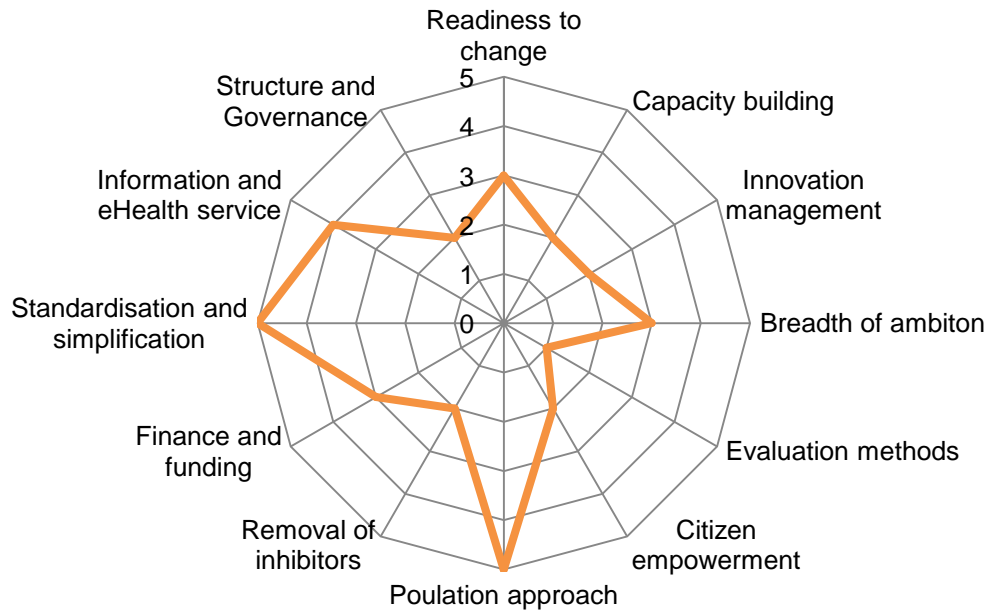 Readiness to
change
Structure and
Governance
Capacity building
Information and
eHealth service
Innovation
management
Standardisation and
simplification
Breadth of ambiton
Finance and
funding
Evaluation methods
Removal of
inhibitors
Citizen
empowerment
Poulation approach
5
4
3
2
1
0